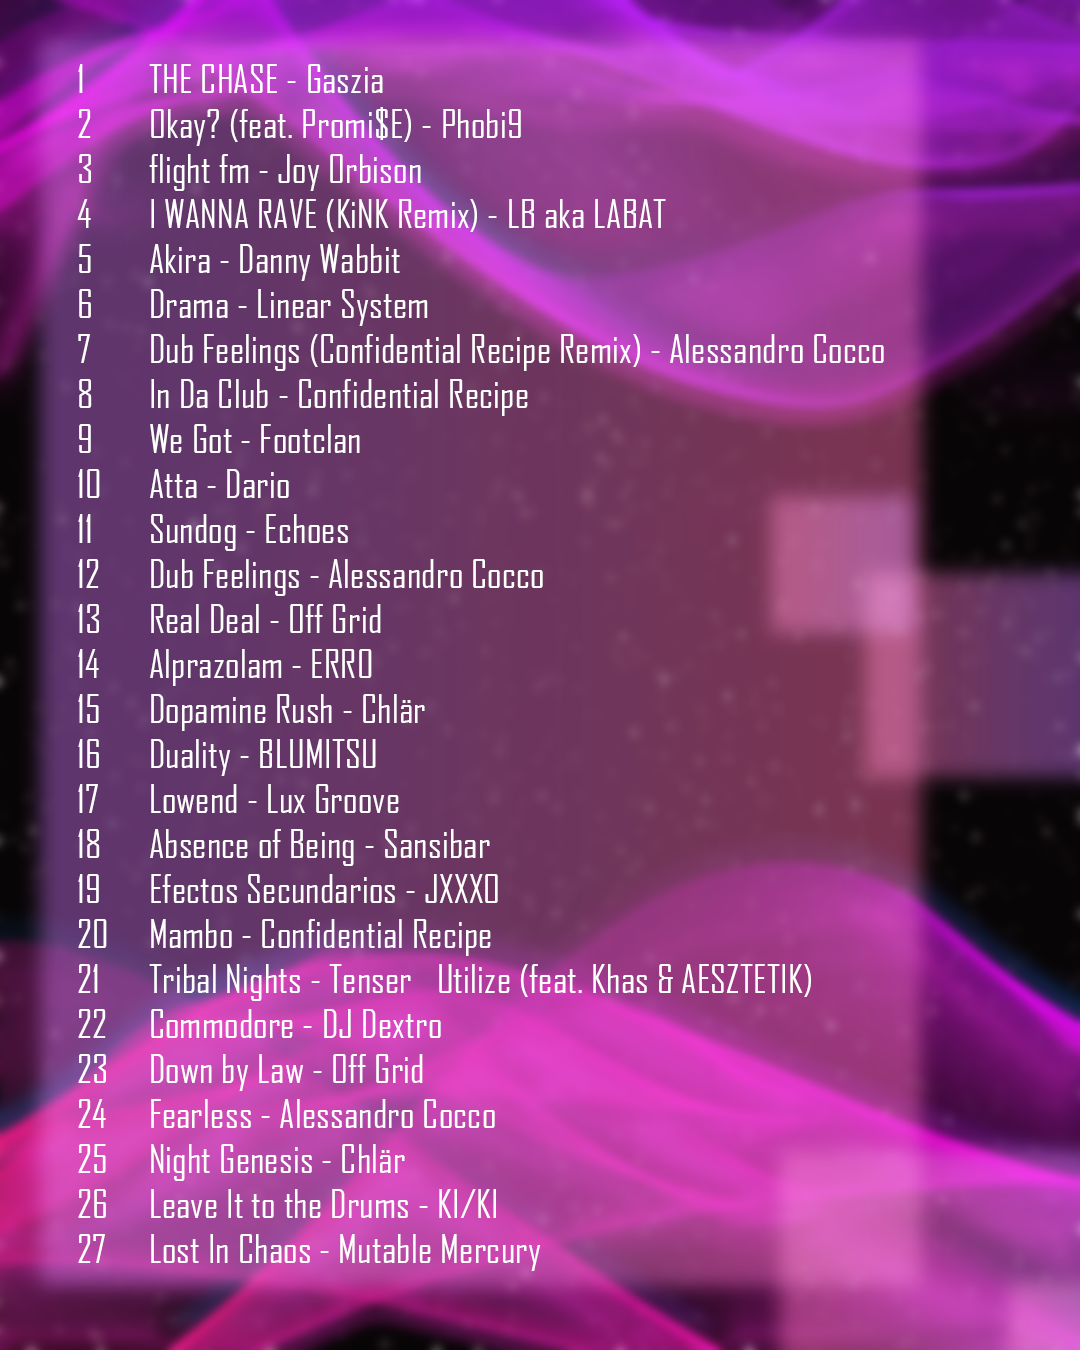 1 THE CHASE - Gaszia
2 Okay? (feat. Promi$E) - Phobi9
3 flight fm - Joy Orbison
4 I WANNA RAVE (KiNK Remix) - LB aka LABAT
5 Akira - Danny Wabbit
6 Drama - Linear System
7 Dub Feelings (Confidential Recipe Remix) - Alessandro Cocco
8 In Da Club - Confidential Recipe
9 We Got - Footclan
10 Atta - Dario
11 Sundog - Echoes
12 Dub Feelings - Alessandro Cocco
13 Real Deal - Off Grid
14 Alprazolam - ERRO
15 Dopamine Rush - Chlär
16 Duality - BLUMITSU
17 Lowend - Lux Groove
18 Absence of Being - Sansibar
19 Efectos Secundarios - JXXXO
20 Mambo - Confidential Recipe
21 Tribal Nights - Tenser Utilize (feat. Khas & AESZTETIK)
22 Commodore - DJ Dextro
23 Down by Law - Off Grid
24 Fearless - Alessandro Cocco
25 Night Genesis - Chlär
26 Leave It to the Drums - KI/KI
27 Lost In Chaos - Mutable Mercury